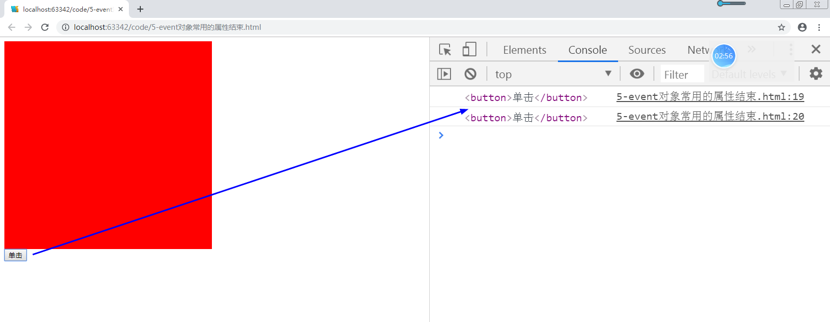 localhost:63342/code/5-event
localhost:63342/code/5-event对象常用的属性结束.html
Elements Console Sources Netw
02:56
top Filter Default levels
<button>单击</button> 5-event对象常用的属性结束.html:19
<button>单击</button> 5-event对象常用的属性结束.html:20
单击